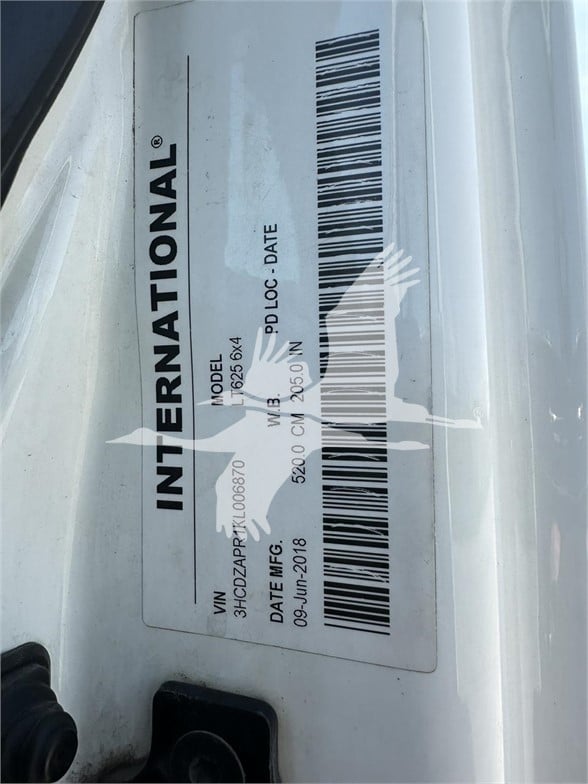 INTERNATIONAL®
VIN MODEL
3HCDZAPR1KL006870 LT625 6x4
DATE MFG. W.B. PD LOC - DATE
09-Jun-2018 520.0 CM 205.0 IN